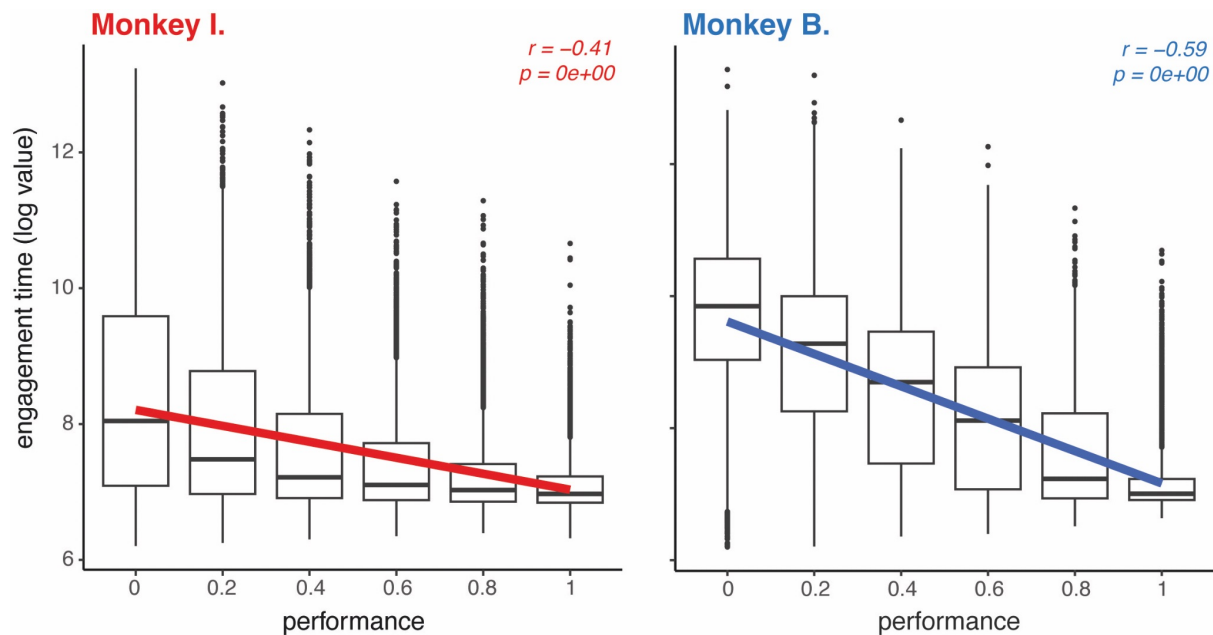 Monkey I.
r = −0.41
p = 0e+00
engagement time (log value)
12
10
8
6
0 0.2 0.4 0.6 0.8 1
performance
Monkey B.
r = −0.59
p = 0e+00
0 0.2 0.4 0.6 0.8 1
performance